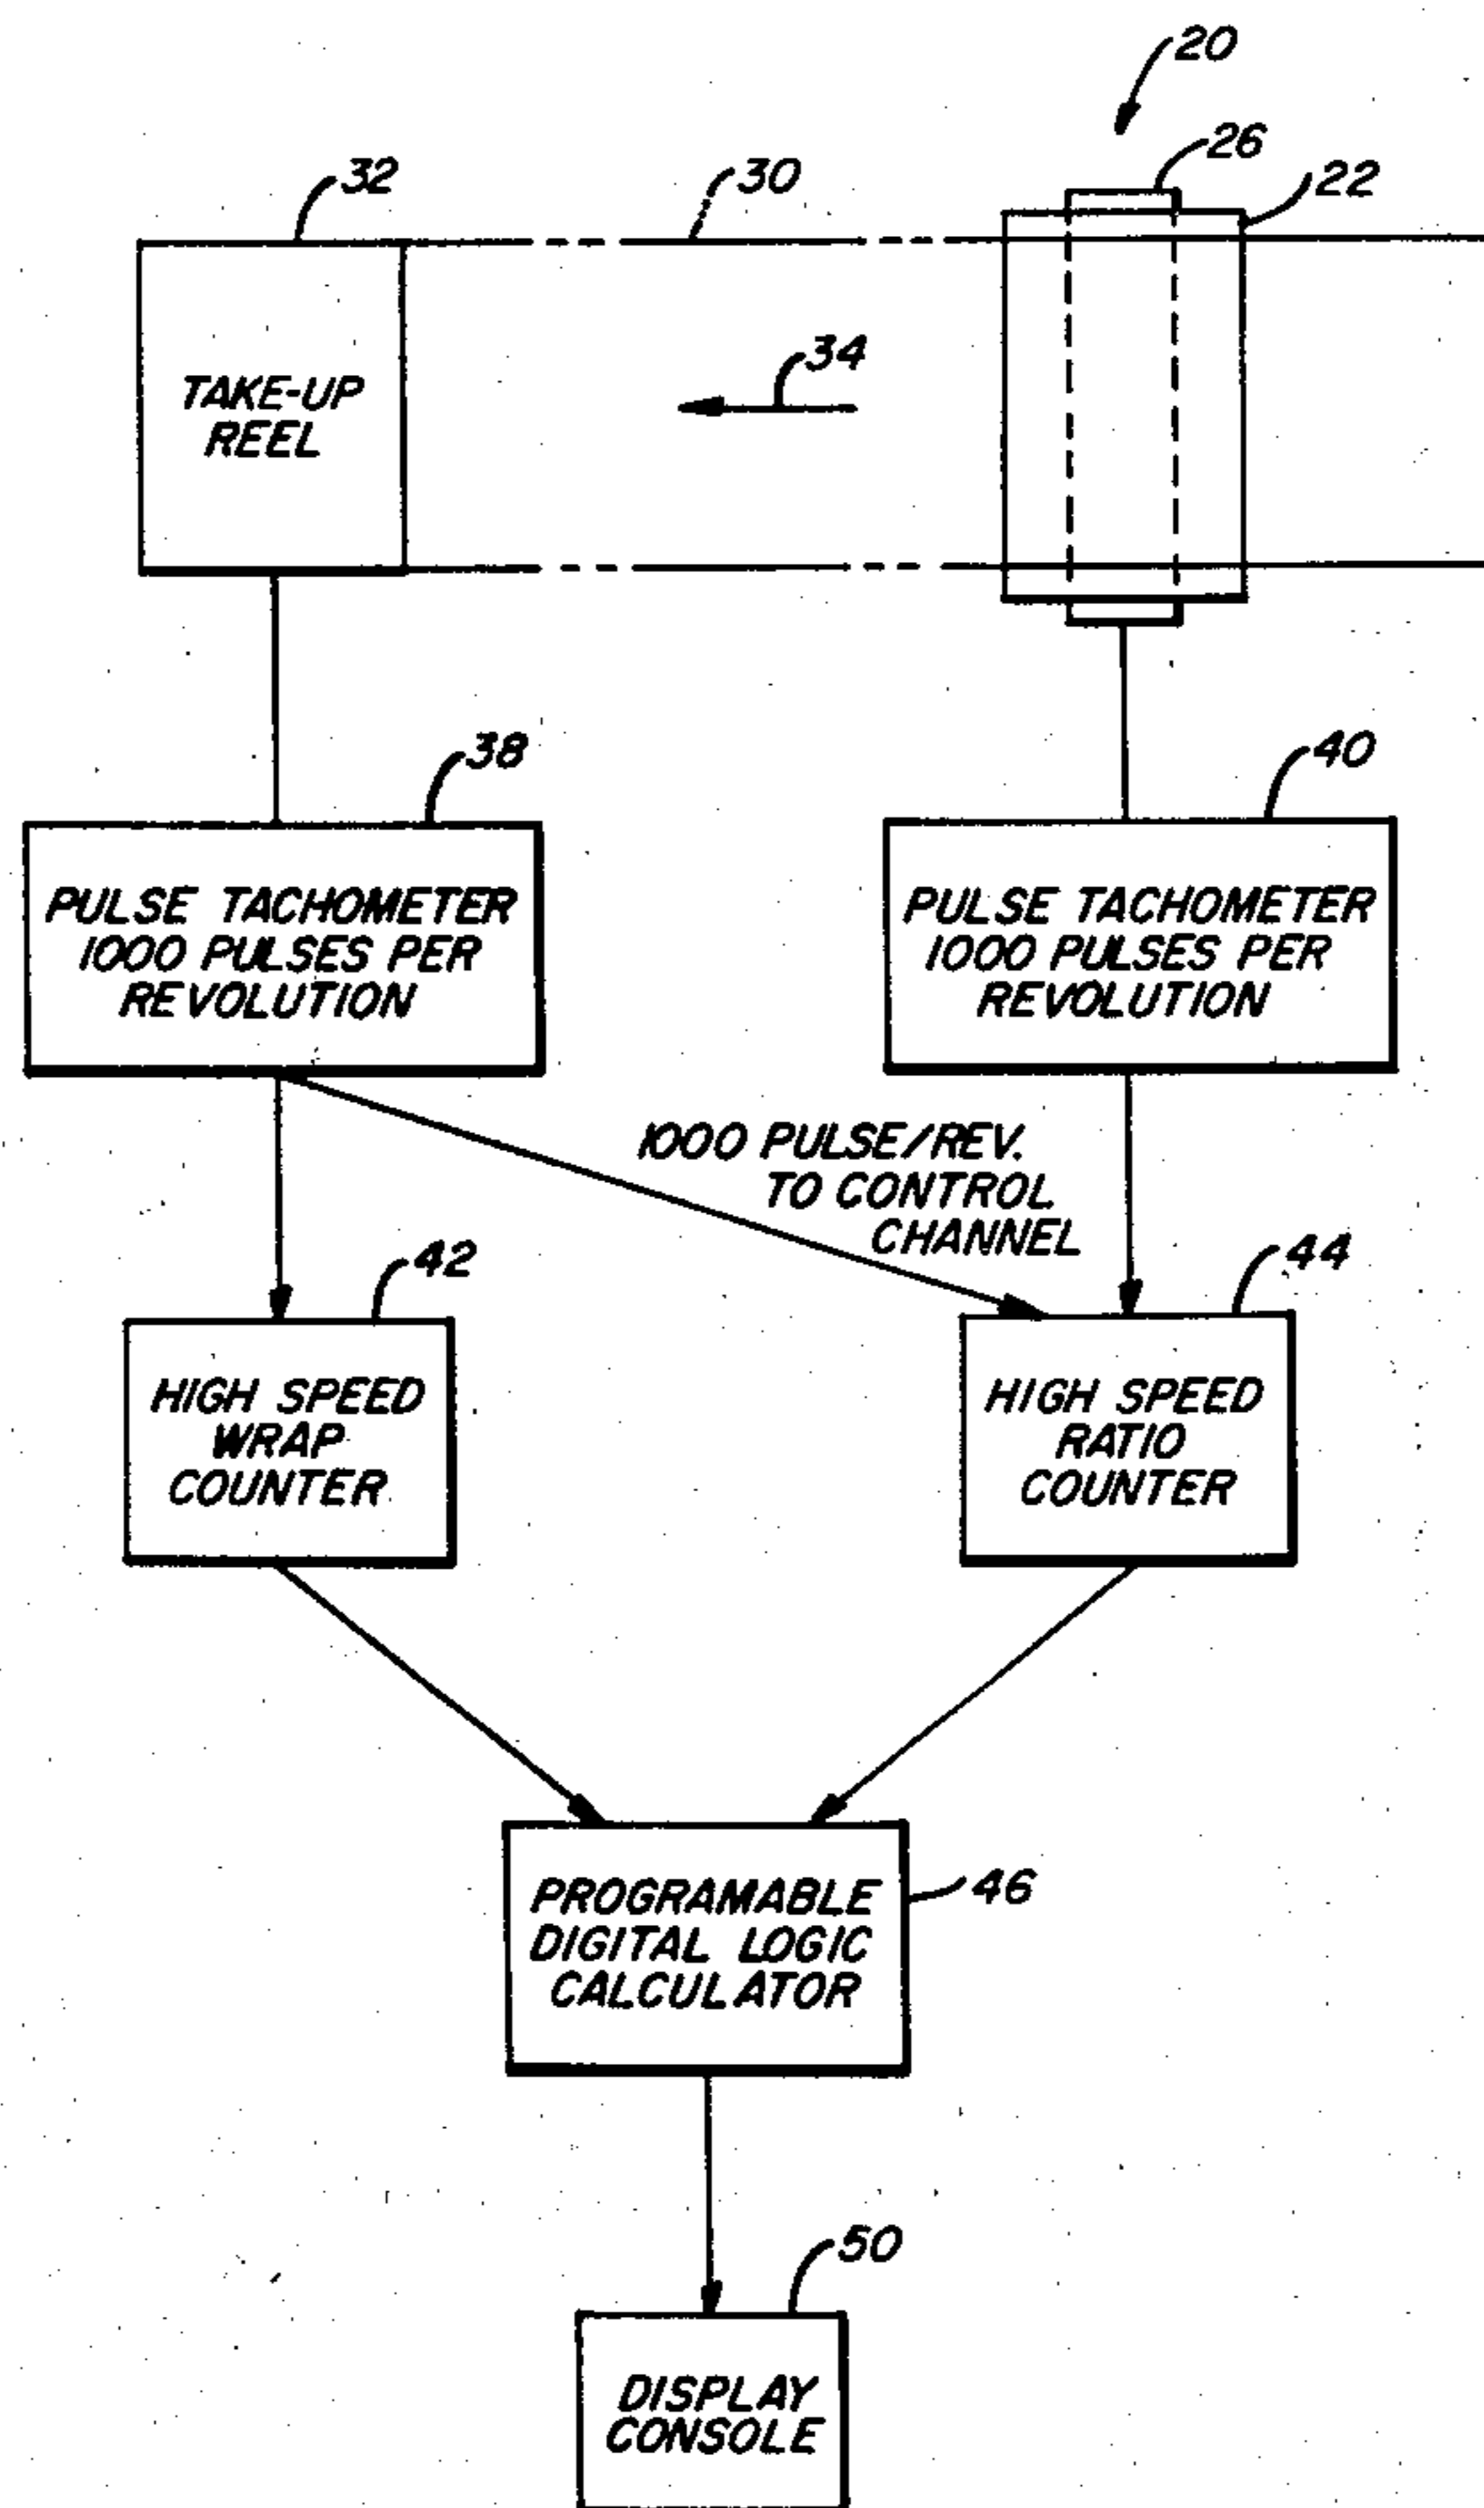 20
26
22
32
30
34
TAKE-UP
REEL
38
40
PULSE TACHOMETER
1000 PULSES PER
REVOLUTION
PULSE TACHOMETER
1000 PULSES PER
REVOLUTION
1000 PULSE/REV.
TO CONTROL
CHANNEL
42
44
HIGH SPEED
WRAP
COUNTER
HIGH SPEED
RATIO
COUNTER
46
PROGRAMABLE
DIGITAL LOGIC
CALCULATOR
50
DISPLAY
CONSOLE